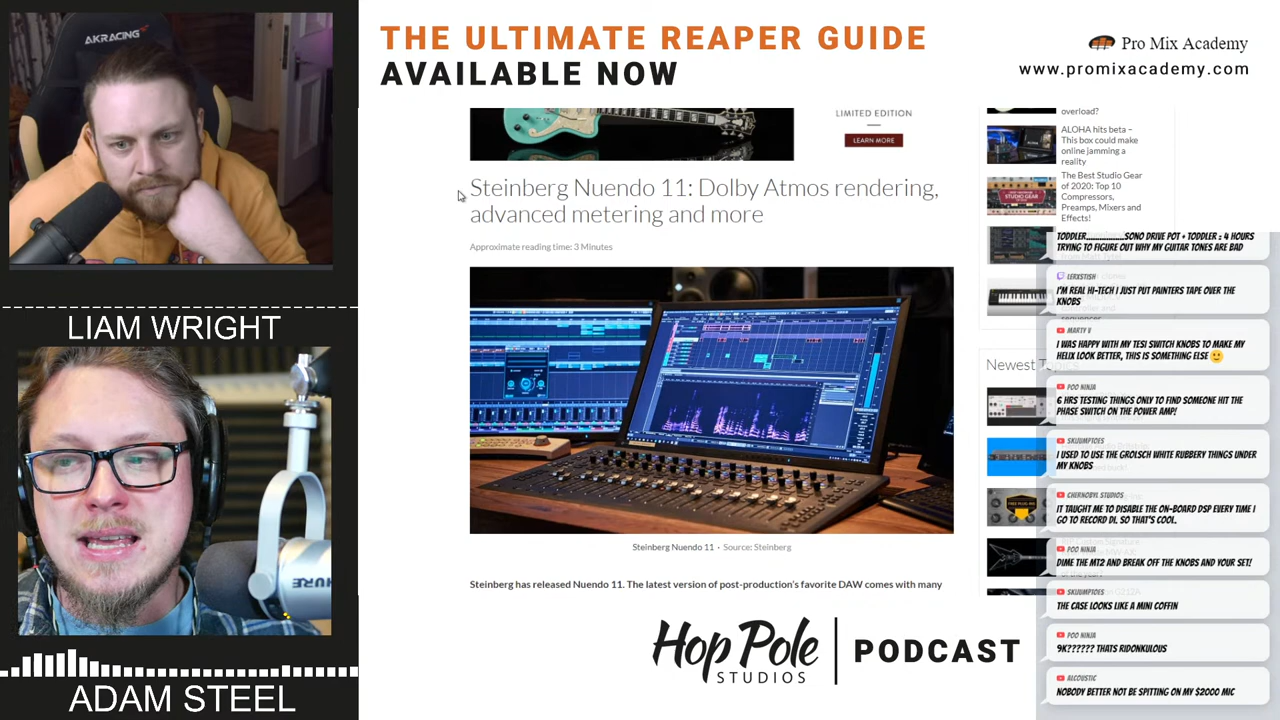 AKRACING
LIAM WRIGHT
SHURE
ADAM STEEL
THE ULTIMATE REAPER GUIDE
AVAILABLE NOW
Pro Mix Academy
www.promixacademy.com
LIMITED EDITION
LEARN MORE
Steinberg Nuendo 11: Dolby Atmos rendering,
advanced metering and more
Approximate reading time: 3 Minutes
Steinberg Nuendo 11 · Source: Steinberg
Steinberg has released Nuendo 11. The latest version of post-production's favorite DAW comes with many
Hop Pole
STUDIOS
PODCAST
overload?
ALOHA hits beta –
This box could make
online jamming a
reality
The Best Studio Gear
of 2020: Top 10
Compressors,
Preamps, Mixers and
Effects!
Newest Topics
TODDLER....................SONO DRIVE POT + TODDLER = 4 HOURS
TRYING TO FIGURE OUT WHY MY GUITAR TONES ARE BAD
LERXSTISH
I'M REAL HI-TECH I JUST PUT PAINTERS TAPE OVER THE
KNOBS
MARTY V
I WAS HAPPY WITH MY TESI SWITCH KNOBS TO MAKE MY
HELIX LOOK BETTER, THIS IS SOMETHING ELSE 🙂
POO NINJA
6 HRS TESTING THINGS ONLY TO FIND SOMEONE HIT THE
PHASE SWITCH ON THE POWER AMP!
SKIJUMPTOES
I USED TO USE THE GROLSCH WHITE RUBBERY THINGS UNDER
MY KNOBS
CHERNOBYL STUDIOS
IT TAUGHT ME TO DISABLE THE ON-BOARD DSP EVERY TIME I
GO TO RECORD DI. SO THAT'S COOL.
POO NINJA
DIME THE MT2 AND BREAK OFF THE KNOBS AND YOUR SET!
SKIJUMPTOES
THE CASE LOOKS LIKE A MINI COFFIN
POO NINJA
9K?????? THATS RIDONKULOUS
ALCOUSTIC
NOBODY BETTER NOT BE SPITTING ON MY $2000 MIC